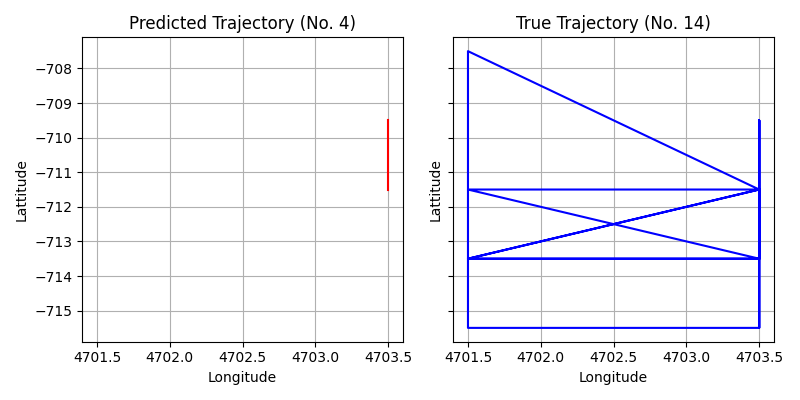 Predicted Trajectory (No. 4)
True Trajectory (No. 14)
−708
−709
−710
−711
−712
−713
−714
−715
Lattitude
Lattitude
4701.5 4702.0 4702.5 4703.0 4703.5
4701.5 4702.0 4702.5 4703.0 4703.5
Longitude
Longitude